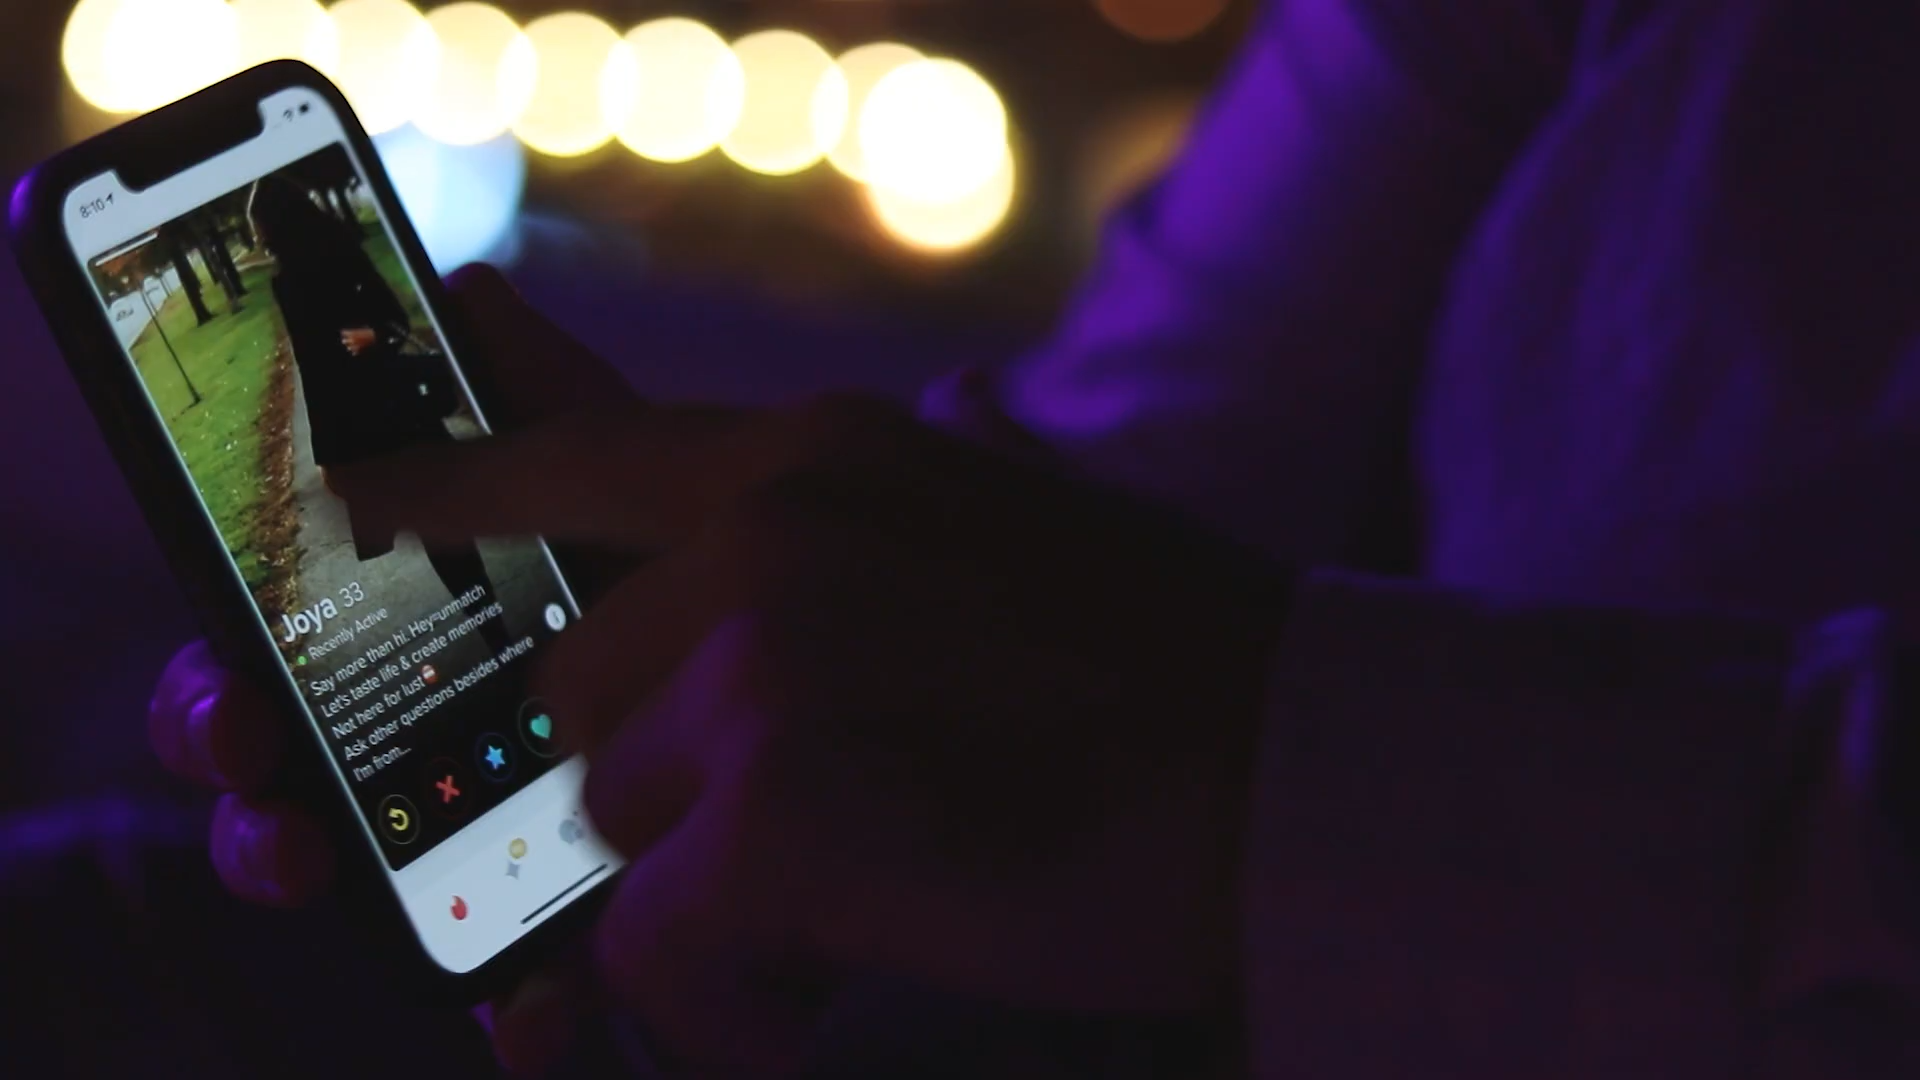 8:10
Joya 33
Recently Active
Say more than hi. Hey=unmatch
Let's taste life & create memories
Not here for lust⛔
Ask other questions besides where
I'm from...